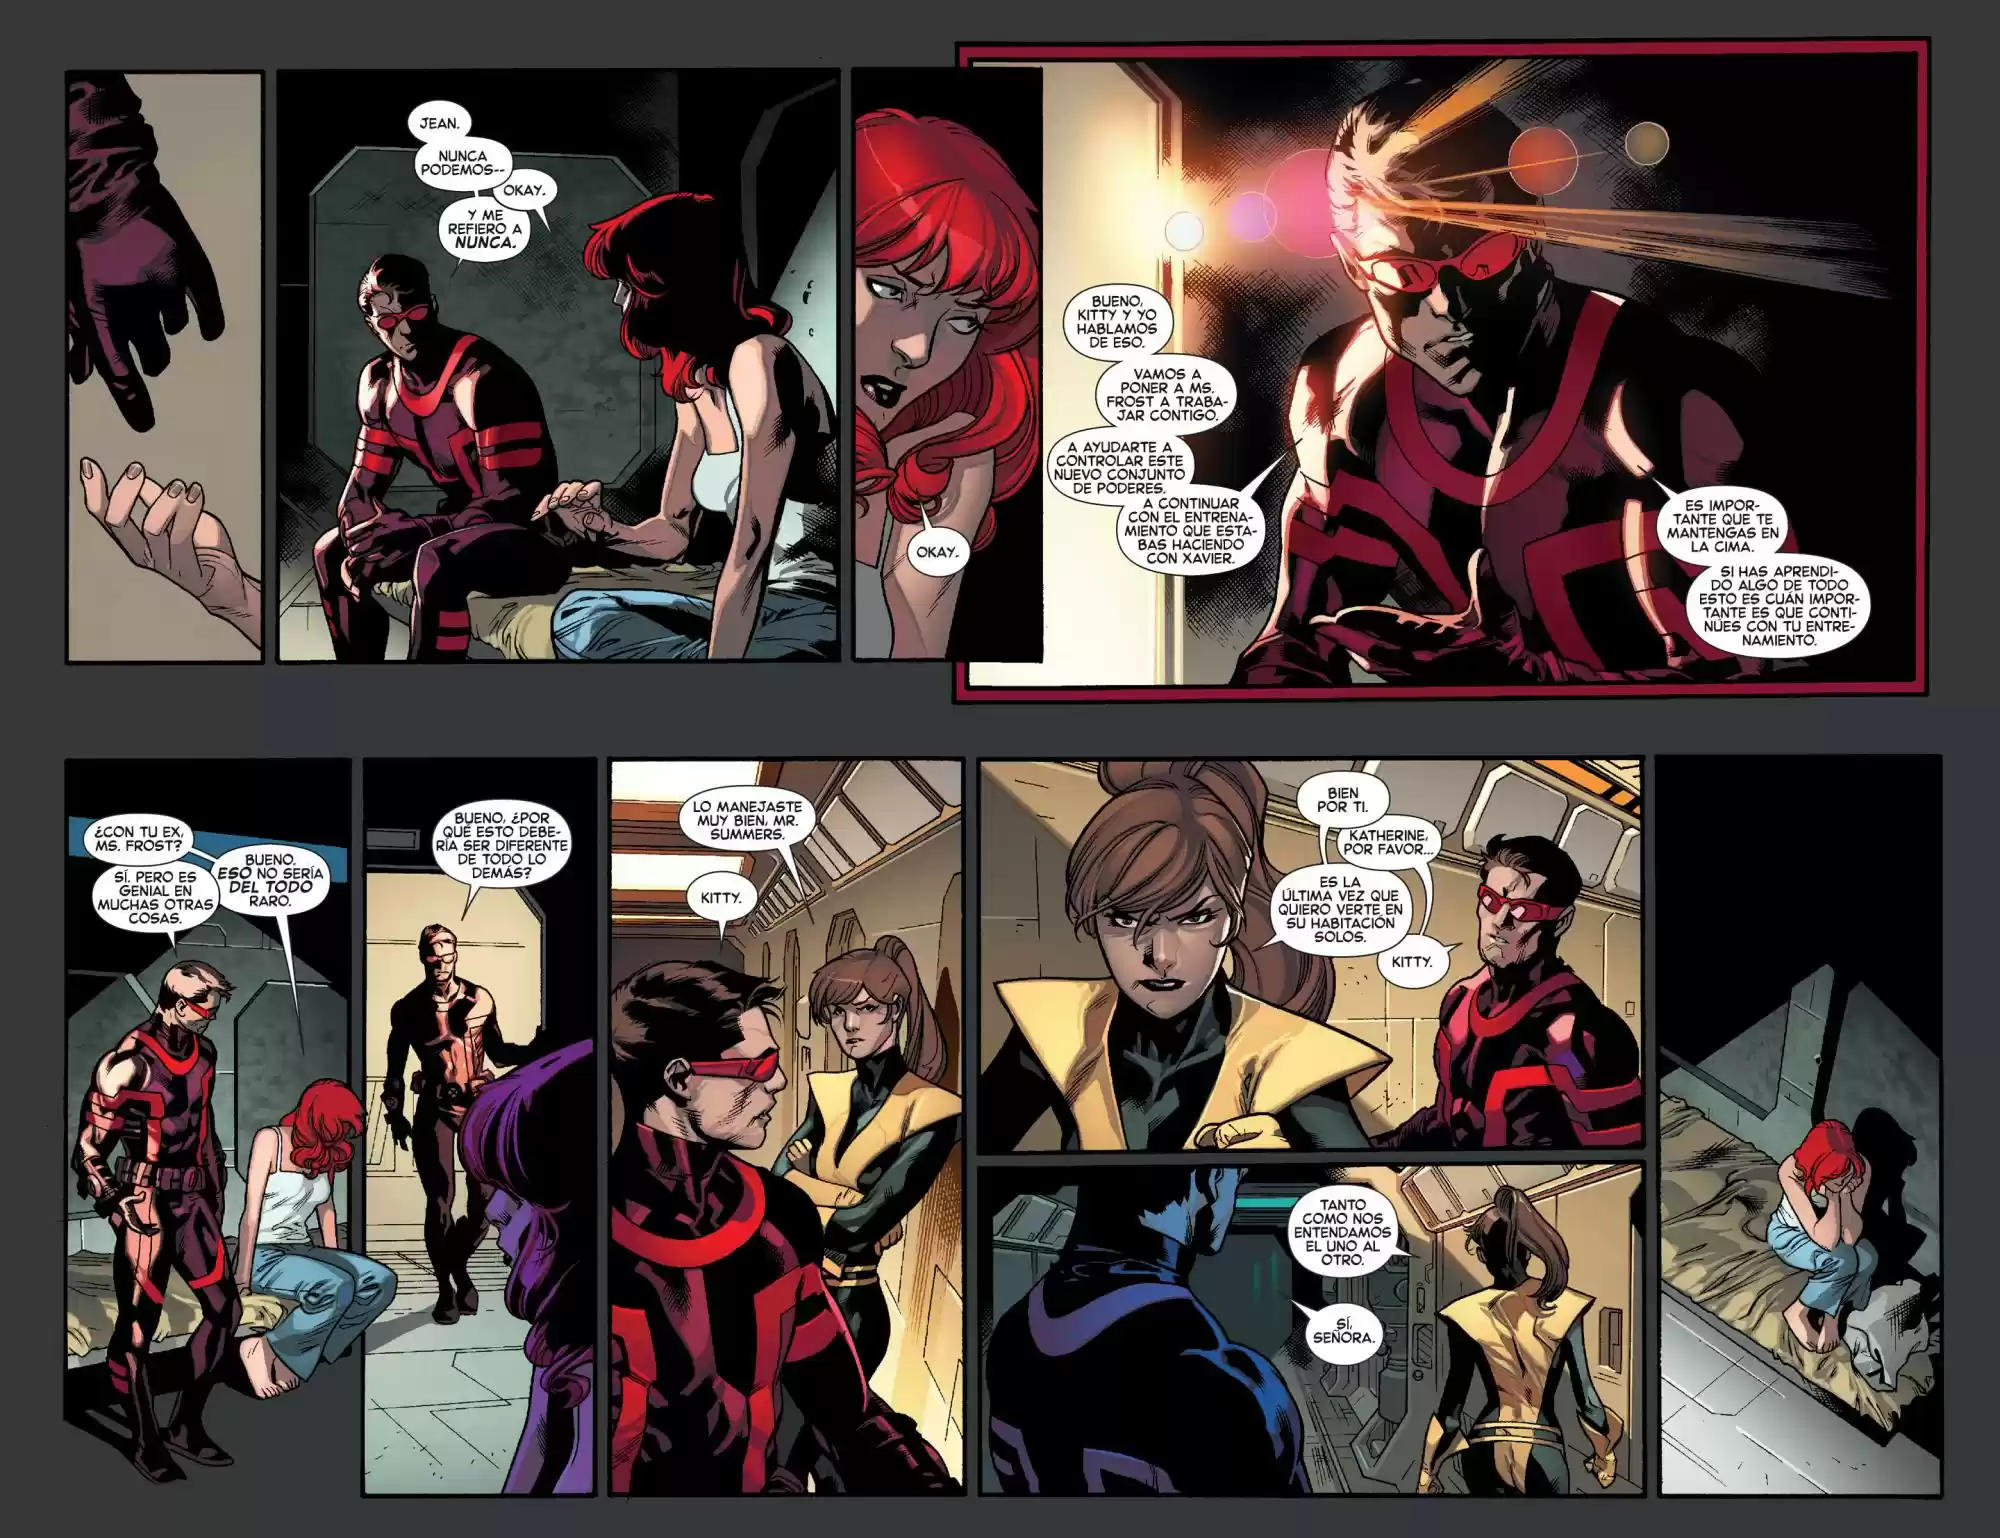 JEAN.
NUNCA
PODEMOS--
OKAY.
Y ME
REFIERO A
NUNCA.
OKAY.
BUENO,
KITTY Y YO
HABLAMOS
DE ESO.
VAMOS A
PONER A MS.
FROST A TRABA-
JAR CONTIGO.
A AYUDARTE A
CONTROLAR ESTE
NUEVO CONJUNTO
DE PODERES.
A CONTINUAR
CON EL ENTRENA-
MIENTO QUE ESTA-
BAS HACIENDO
CON XAVIER.
ES IMPOR-
TANTE QUE TE
MANTENGAS EN
LA CIMA.
SI HAS APRENDI-
DO ALGO DE TODO
ESTO ES CUÁN IMPOR-
TANTE ES QUE CONTI-
NÚES CON TU ENTRE-
NAMIENTO.
¿CON TU EX,
MS. FROST?
SÍ. PERO ES
GENIAL EN
MUCHAS OTRAS
COSAS.
BUENO.
ESO NO SERÍA
DEL TODO
RARO.
BUENO, ¿POR
QUÉ ESTO DEBE-
RÍA SER DIFERENTE
DE TODO LO
DEMÁS?
LO MANEJASTE
MUY BIEN, MR.
SUMMERS.
KITTY.
BIEN
POR TI.
KATHERINE,
POR FAVOR...
ES LA
ÚLTIMA VEZ QUE
QUIERO VERTE EN
SU HABITACIÓN
SOLOS.
KITTY.
TANTO
COMO NOS
ENTENDAMOS
EL UNO AL
OTRO.
SÍ,
SEÑORA.